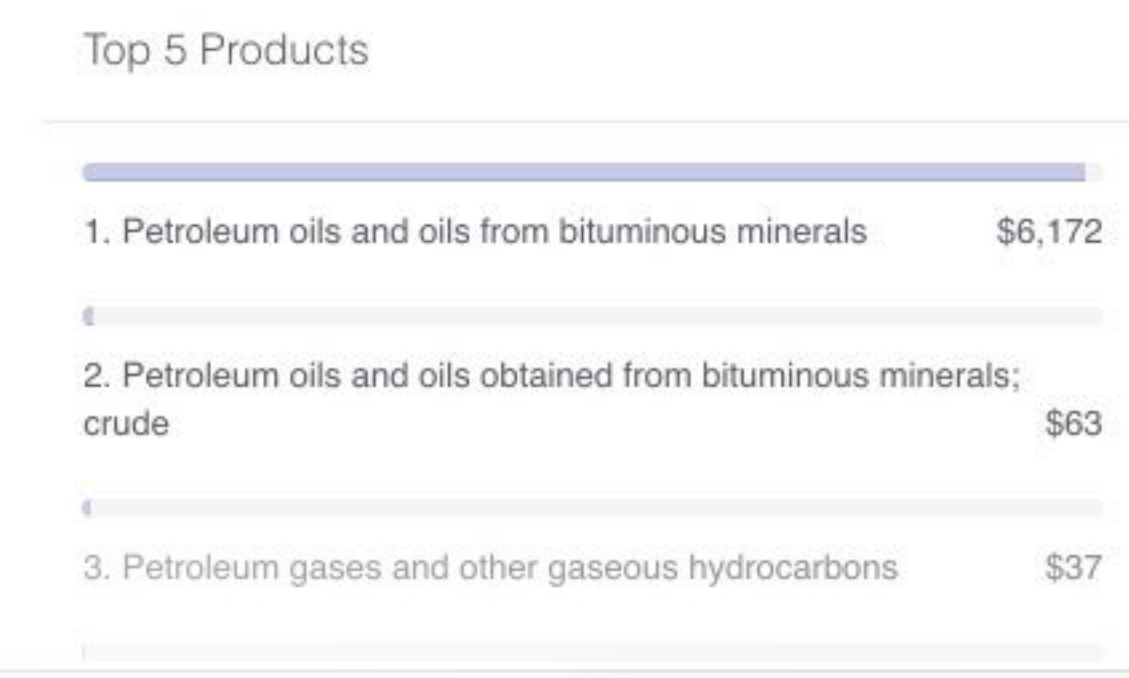 Top 5 Products
1. Petroleum oils and oils from bituminous minerals $6,172
2. Petroleum oils and oils obtained from bituminous minerals;
crude $63
3. Petroleum gases and other gaseous hydrocarbons $37